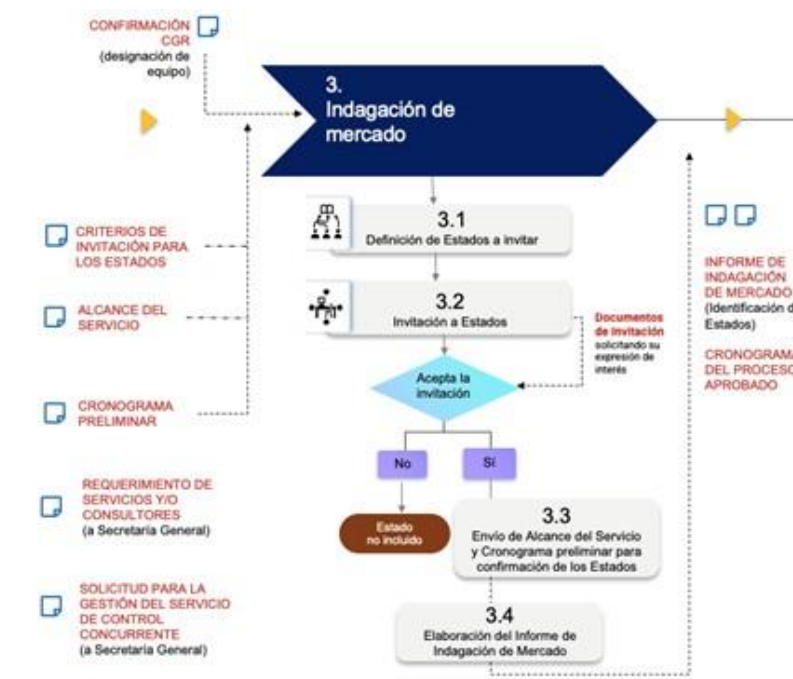 CONFIRMACIÓN
CGR
(designación de
equipo)
3.
Indagación de
mercado
3.1
Definición de Estados a invitar
CRITERIOS DE
INVITACIÓN PARA
LOS ESTADOS
3.2
Invitación a Estados
ALCANCE DEL
SERVICIO
Documentos
de Invitación
solicitando su
expresión de
interés
INFORME DE
INDAGACIÓN
DE MERCADO
(Identificación d
Estados)
CRONOGRAMA
DEL PROCESO
APROBADO
Acepta la
invitación
CRONOGRAMA
PRELIMINAR
No
Sí
REQUERIMIENTO DE
SERVICIOS Y/O
CONSULTORES
(a Secretaría General)
Estado
no incluido
3.3
Envío de Alcance del Servicio
y Cronograma preliminar para
confirmación de los Estados
SOLICITUD PARA LA
GESTIÓN DEL SERVICIO
DE CONTROL
CONCURRENTE
(a Secretaría General)
3.4
Elaboración del Informe de
Indagación de Mercado